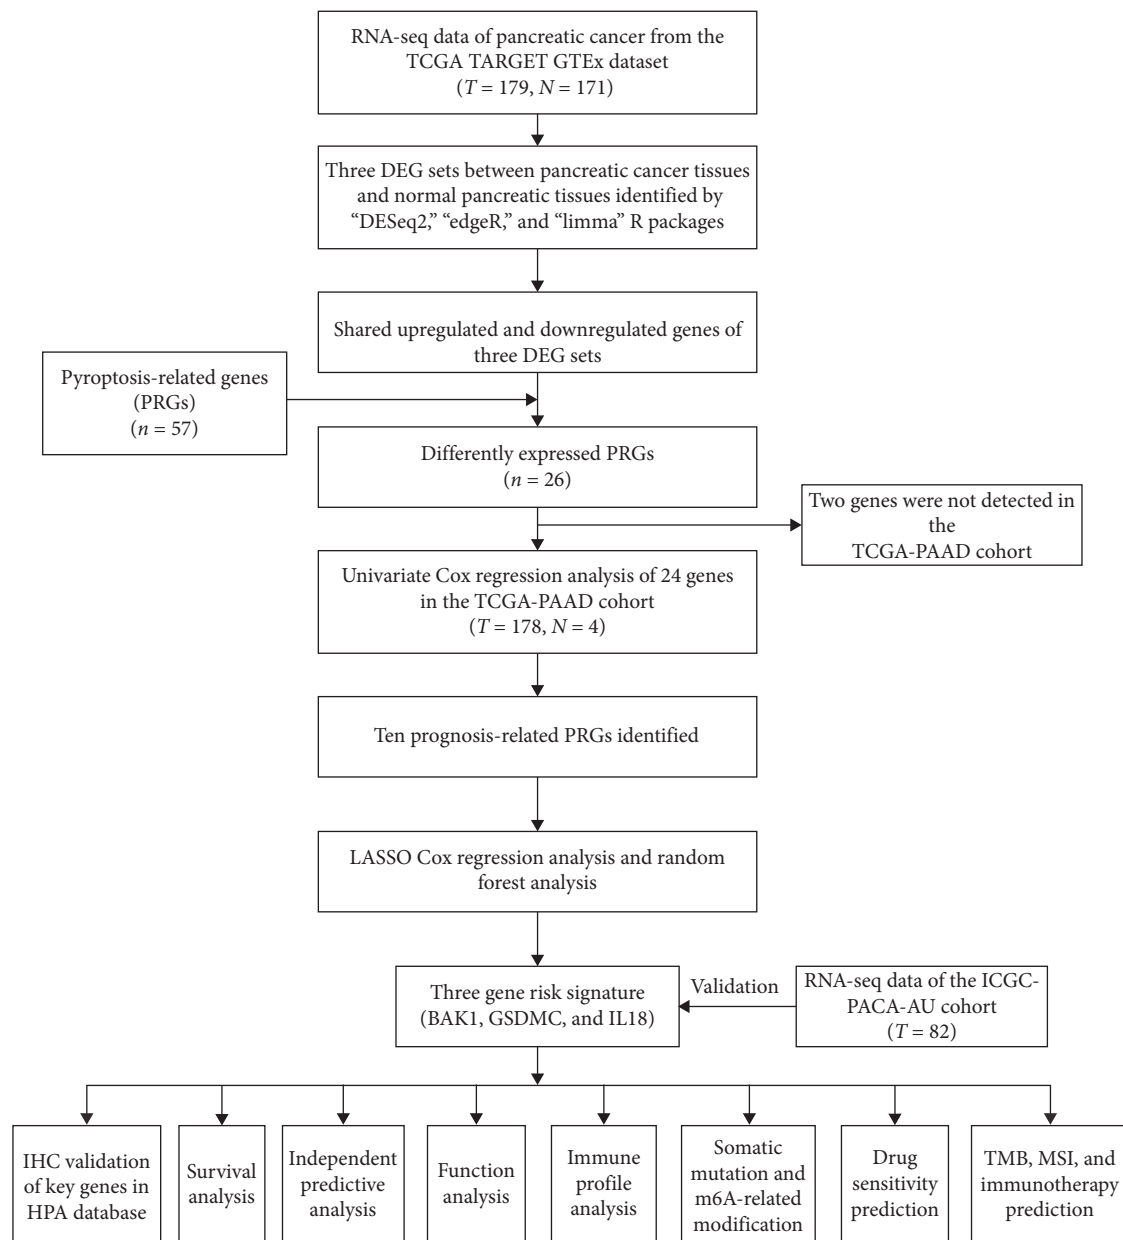 RNA-seq data of pancreatic cancer from the
TCGA TARGET GTEx dataset
(T = 179, N = 171)
Three DEG sets between pancreatic cancer tissues
and normal pancreatic tissues identified by
“DESeq2,” “edgeR,” and “limma” R packages
Shared upregulated and downregulated genes of
three DEG sets
Pyroptosis-related genes
(PRGs)
(n = 57)
Differently expressed PRGs
(n = 26)
Two genes were not detected in
the
TCGA-PAAD cohort
Univariate Cox regression analysis of 24 genes
in the TCGA-PAAD cohort
(T = 178, N = 4)
Ten prognosis-related PRGs identified
LASSO Cox regression analysis and random
forest analysis
Three gene risk signature
(BAK1, GSDMC, and IL18)
Validation
RNA-seq data of the ICGC-
PACA-AU cohort
(T = 82)
IHC validation
of key genes in
HPA database
Survival
analysis
Independent
predictive
analysis
Function
analysis
Immune
profile
analysis
Somatic
mutation and
m6A-related
modification
Drug
sensitivity
prediction
TMB, MSI, and
immunotherapy
prediction